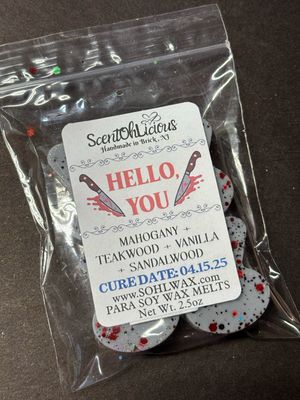 ScentOhLicious
Handmade in Brick, NJ
HELLO,
YOU
MAHOGANY +
TEAKWOOD + VANILLA
+ SANDALWOOD
CURE DATE: 04.15.25
www.SOHLWAX.com
PARA SOY WAX MELTS
Net Wt. 2.5oz